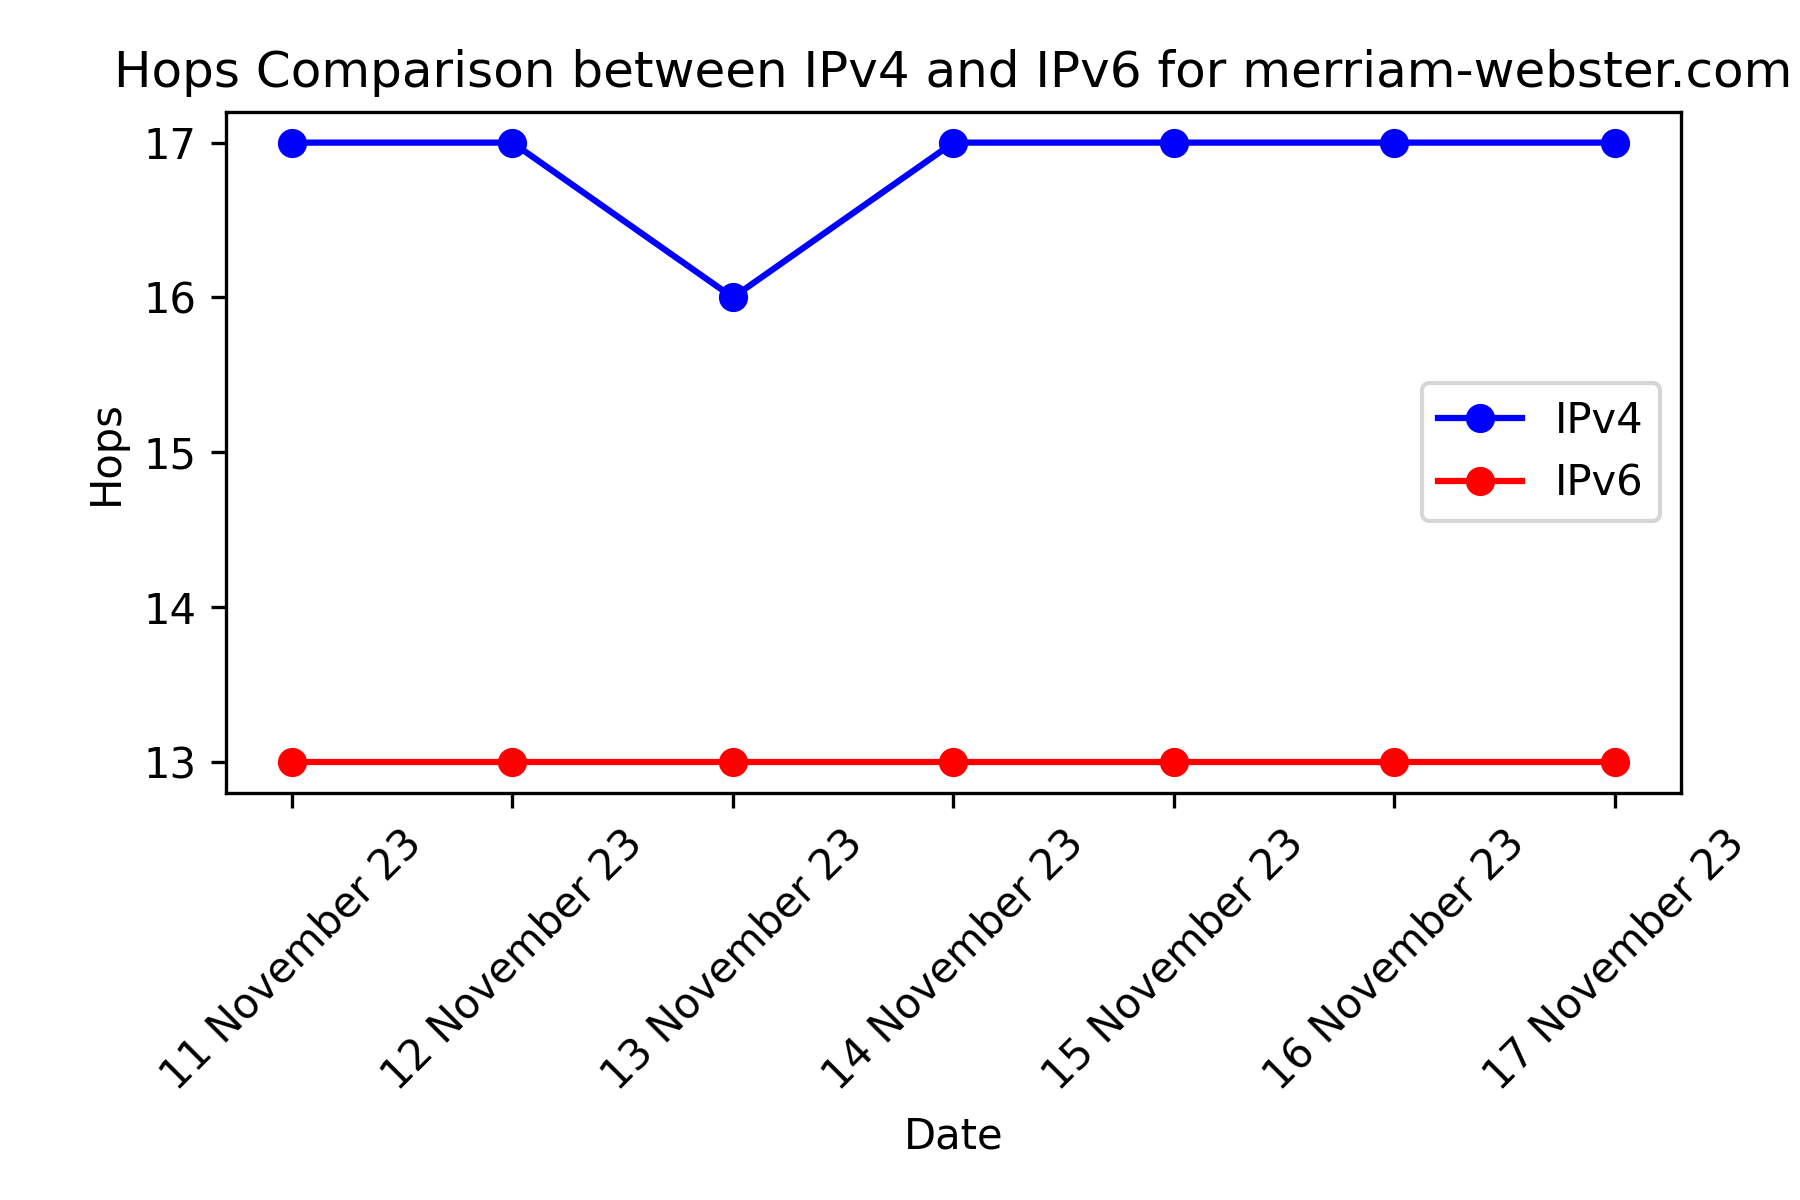 Hops Comparison between IPv4 and IPv6 for merriam-webster.com
17
16
15
14
13
Hops
IPv4
IPv6
11 November 23
12 November 23
13 November 23
14 November 23
15 November 23
16 November 23
17 November 23
Date